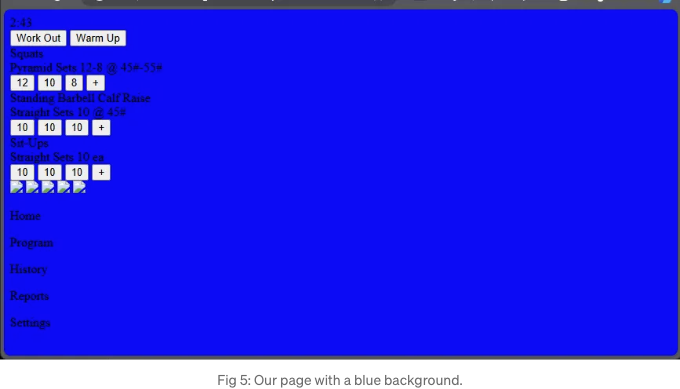 2:43
Work Out Warm Up
Squats
Pyramid Sets 12-8 @ 45#-55#
12 10 8 +
Standing Barbell Calf Raise
Straight Sets 10 @ 45#
10 10 10 +
Sit-Ups
Straight Sets 10 ea
10 10 10 +
Home
Program
History
Reports
Settings
Fig 5: Our page with a blue background.